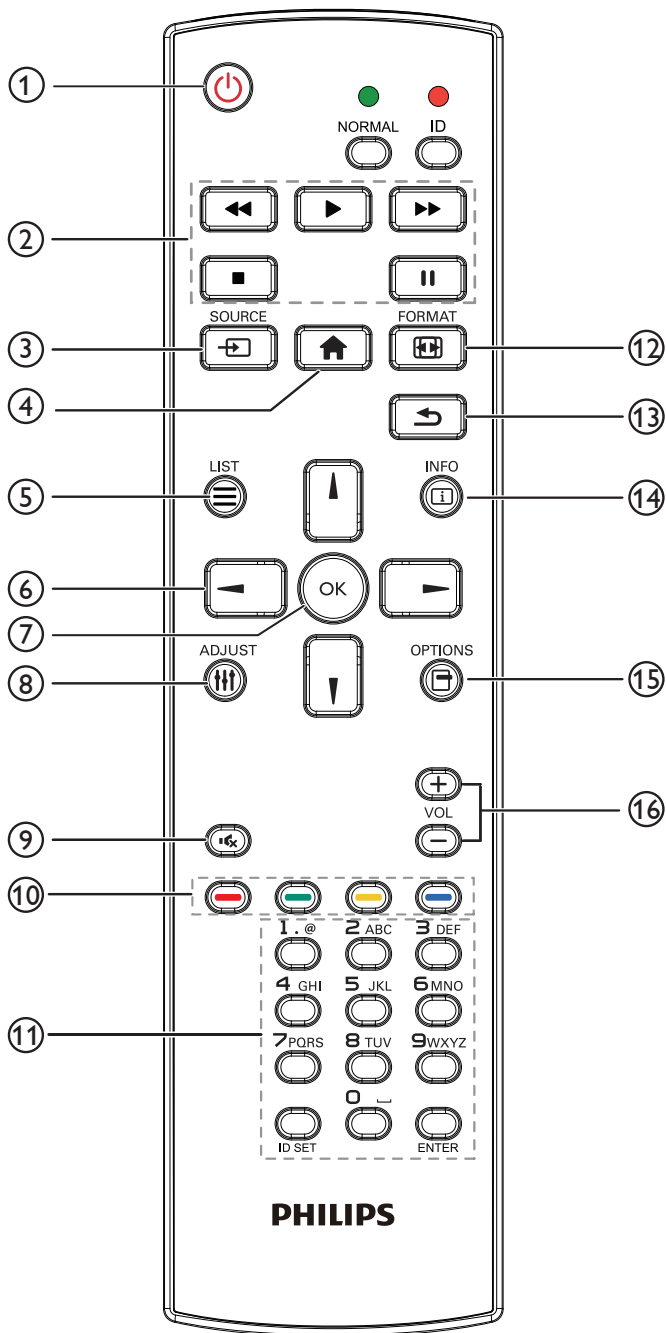 1
NORMAL ID
2
SOURCE FORMAT
3 12
4
13
LIST INFO
5 14
6 OK
7
ADJUST OPTIONS
8 15
VOL 16
9
10
1 . @ 2 ABC 3 DEF
4 GHI 5 JKL 6 MNO
11
7 PQRS 8 TUV 9 WXYZ
0
ID SET ENTER
PHILIPS